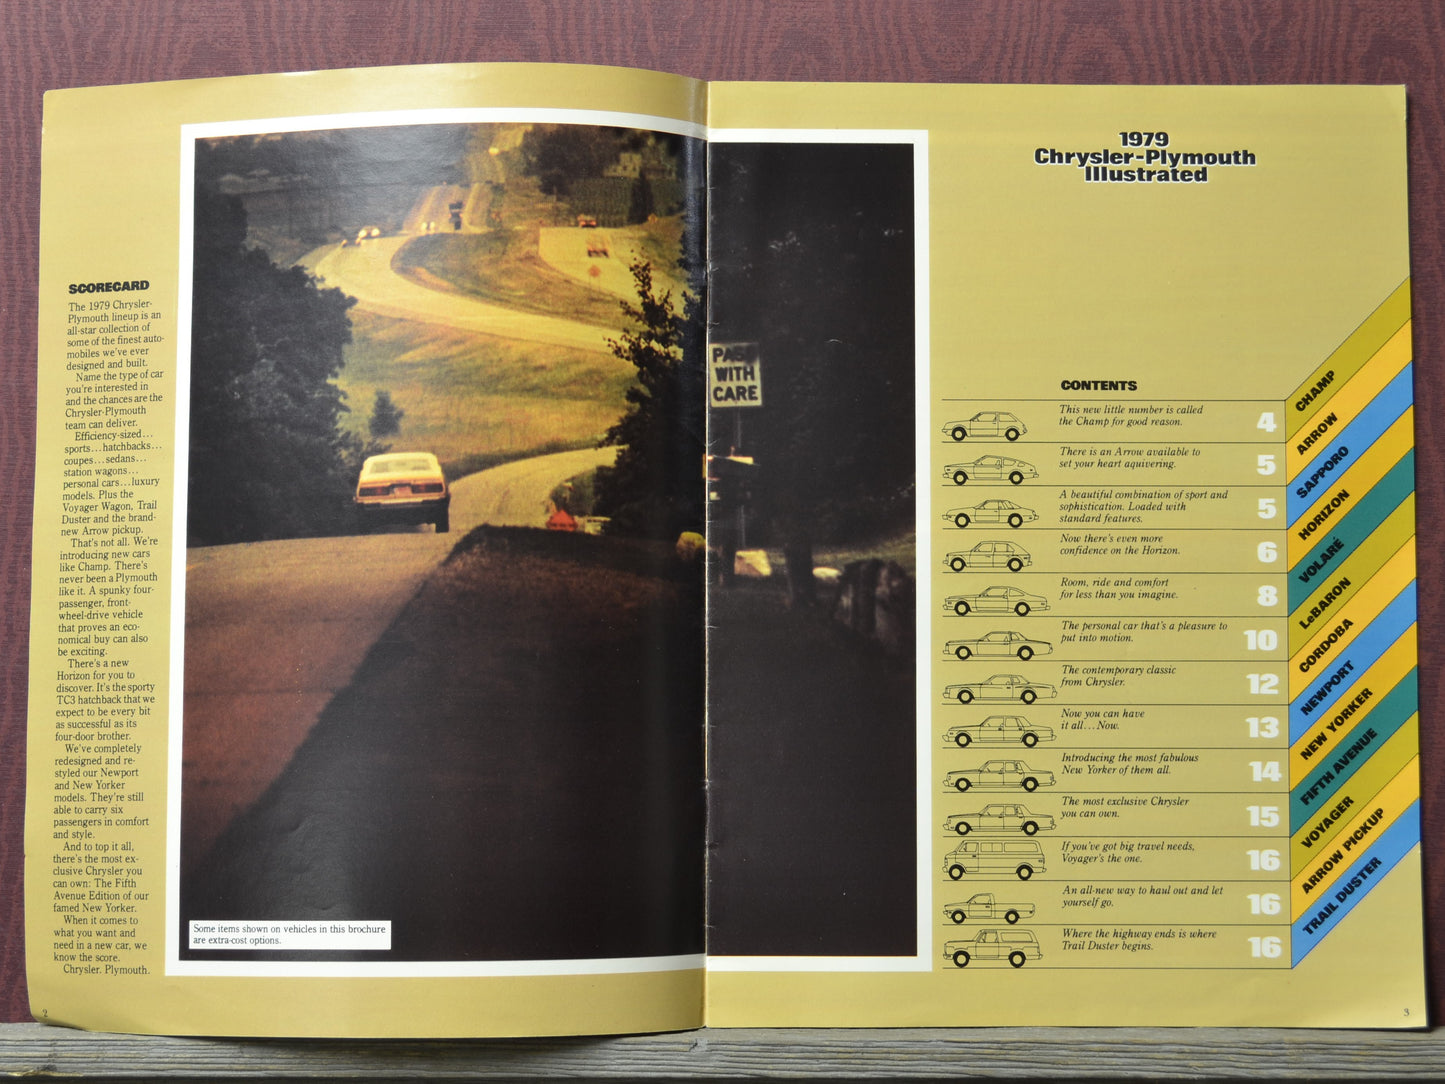 SCORECARD
The 1979 Chrysler-
Plymouth lineup is an
all-star collection of
some of the finest auto-
mobiles we've ever
designed and built.
Name the type of car
you're interested in
and the chances are the
Chrysler-Plymouth
team can deliver.
Efficiency-sized...
sports...hatchbacks...
coupes...sedans...
station wagons...
personal cars...luxury
models. Plus the
Voyager Wagon, Trail
Duster and the brand-
new Arrow pickup.
That's not all. We're
introducing new cars
like Champ. There's
never been a Plymouth
like it. A spunky four-
passenger, front-
wheel-drive vehicle
that proves an eco-
nomical buy can also
be exciting.
There's a new
Horizon for you to
discover. It's the sporty
TC3 hatchback that we
expect to be every bit
as successful as its
four-door brother.
We've completely
redesigned and re-
styled our Newport
and New Yorker
models. They're still
able to carry six
passengers in comfort
and style.
And to top it all,
there's the most ex-
clusive Chrysler you
can own: The Fifth
Avenue Edition of our
famed New Yorker.
When it comes to
what you want and
need in a new car, we
know the score.
Chrysler. Plymouth.
2
PASS
WITH
CARE
Some items shown on vehicles in this brochure
are extra-cost options.
1979
Chrysler-Plymouth
Illustrated
CONTENTS
This new little number is called
the Champ for good reason.
4
CHAMP
There is an Arrow available to
set your heart aquivering.
5
ARROW
A beautiful combination of sport and
sophistication. Loaded with
standard features.
5
SAPPORO
Now there's even more
confidence on the Horizon.
6
HORIZON
Room, ride and comfort
for less than you imagine.
8
VOLARÉ
The personal car that's a pleasure to
put into motion.
10
LeBARON
The contemporary classic
from Chrysler.
12
CORDOBA
Now you can have
it all...Now.
13
NEWPORT
Introducing the most fabulous
New Yorker of them all.
14
NEW YORKER
The most exclusive Chrysler
you can own.
15
FIFTH AVENUE
If you've got big travel needs,
Voyager's the one.
16
VOYAGER
An all-new way to haul out and let
yourself go.
16
ARROW PICKUP
Where the highway ends is where
Trail Duster begins.
16
TRAIL DUSTER
3